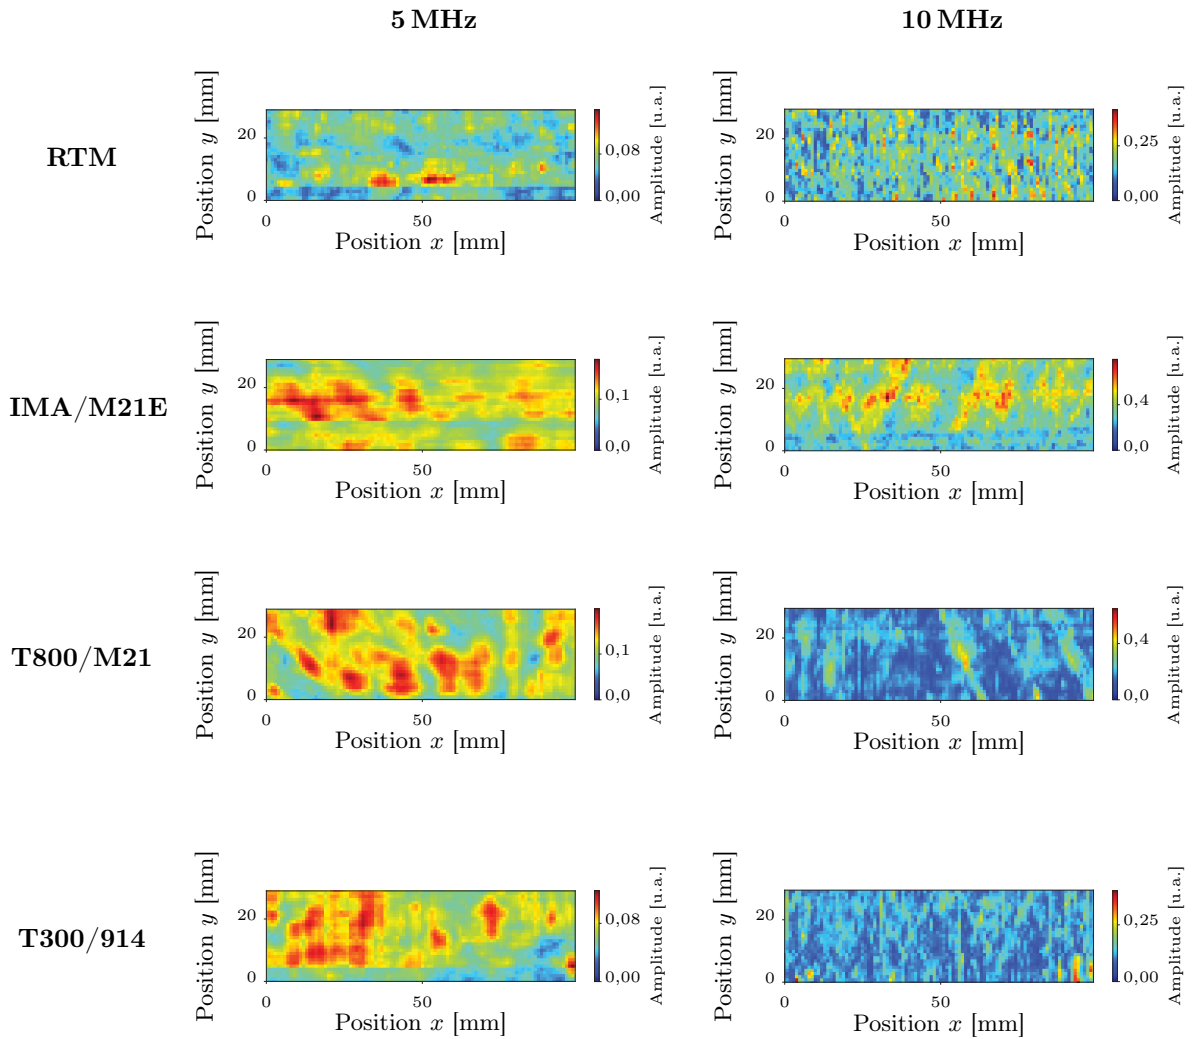 5 MHz
10 MHz
RTM
Position y [mm]
20
0
0
50
Position x [mm]
0,08
0,00
Amplitude [u.a.]
Position y [mm]
20
0
0
50
Position x [mm]
0,25
0,00
Amplitude [u.a.]
IMA/M21E
Position y [mm]
20
0
0
50
Position x [mm]
0,1
0,0
Amplitude [u.a.]
Position y [mm]
20
0
0
50
Position x [mm]
0,4
0,0
Amplitude [u.a.]
T800/M21
Position y [mm]
20
0
0
50
Position x [mm]
0,1
0,0
Amplitude [u.a.]
Position y [mm]
20
0
0
50
Position x [mm]
0,4
0,0
Amplitude [u.a.]
T300/914
Position y [mm]
20
0
0
50
Position x [mm]
0,08
0,00
Amplitude [u.a.]
Position y [mm]
20
0
0
50
Position x [mm]
0,25
0,00
Amplitude [u.a.]